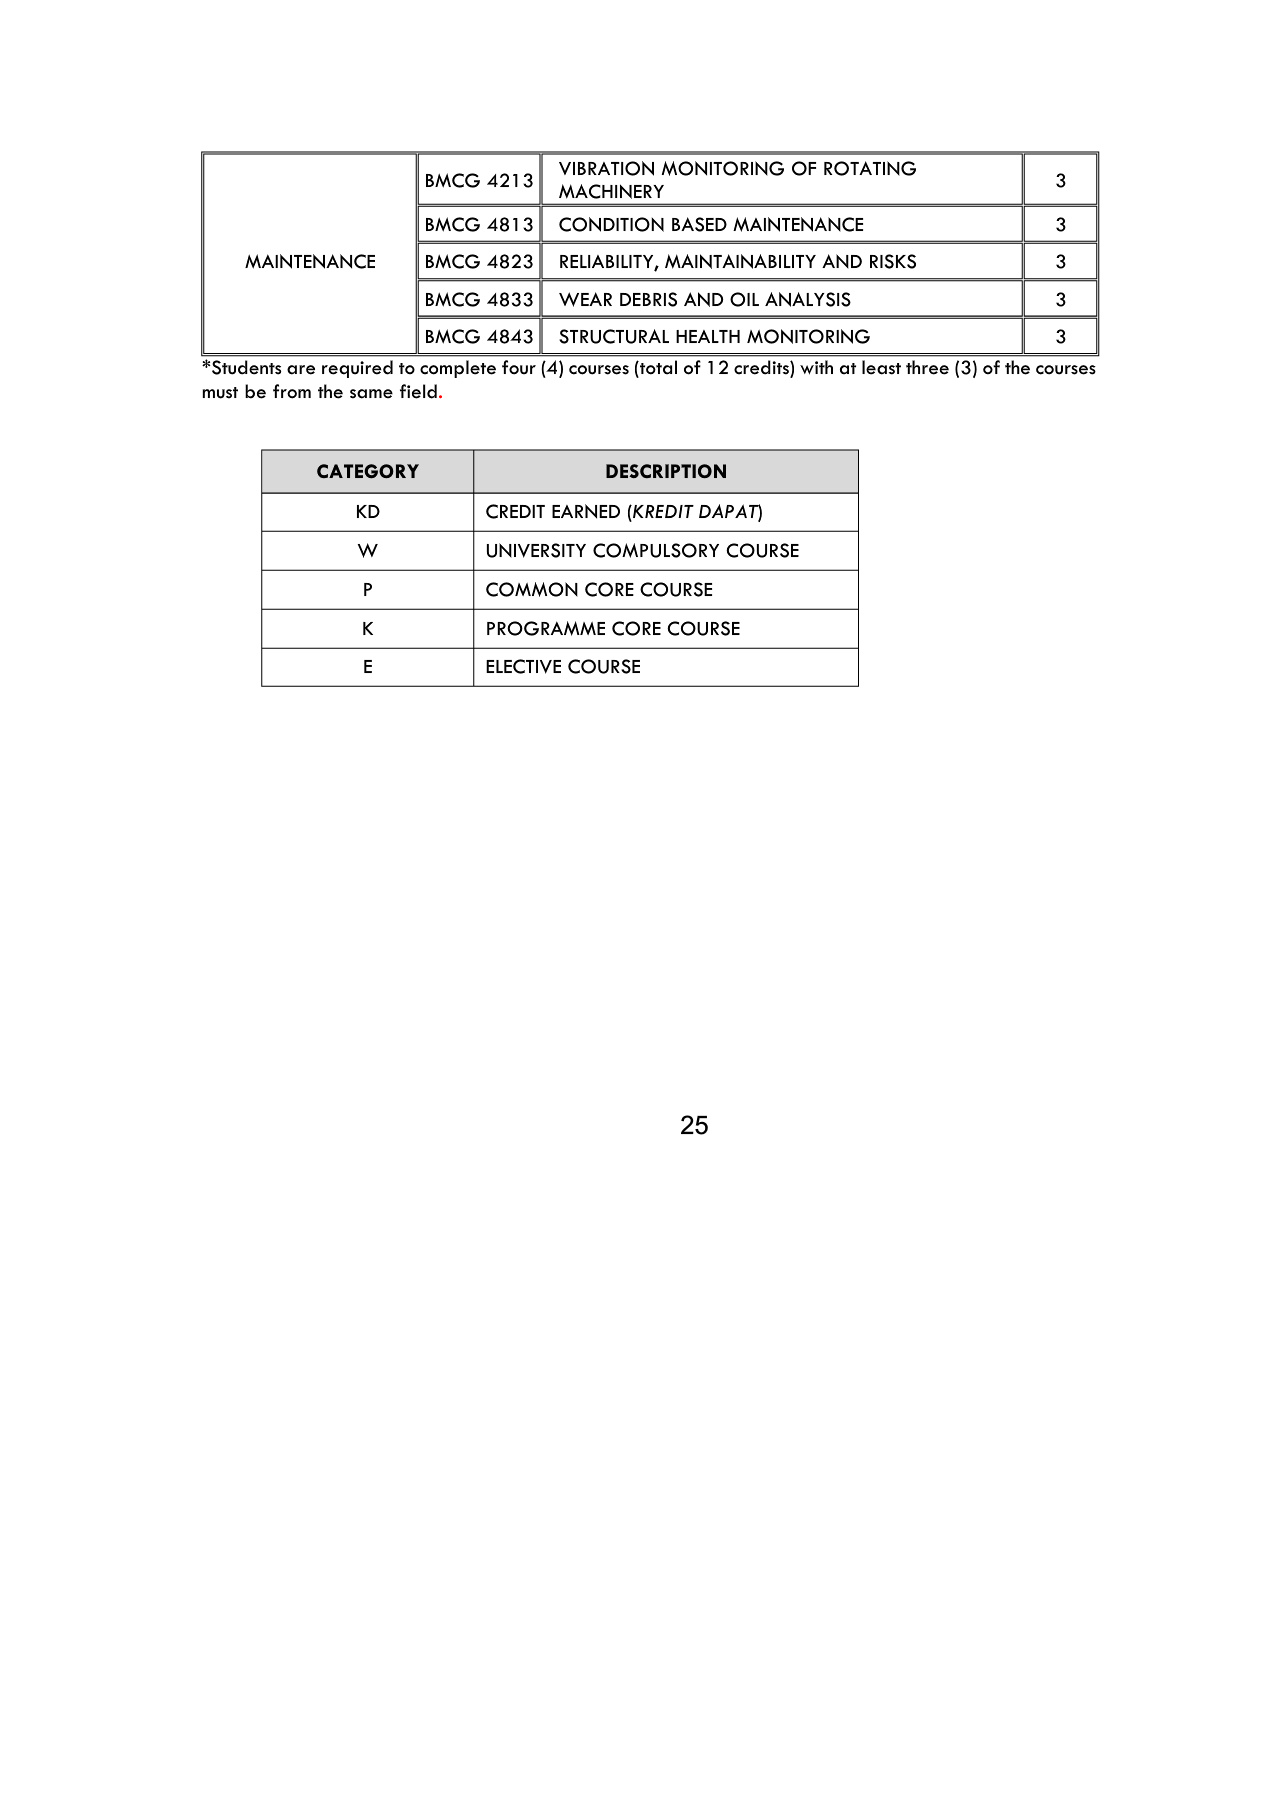 MAINTENANCE
BMCG 4213 VIBRATION MONITORING OF ROTATING
MACHINERY 3
BMCG 4813 CONDITION BASED MAINTENANCE 3
BMCG 4823 RELIABILITY, MAINTAINABILITY AND RISKS 3
BMCG 4833 WEAR DEBRIS AND OIL ANALYSIS 3
BMCG 4843 STRUCTURAL HEALTH MONITORING 3
*Students are required to complete four (4) courses (total of 12 credits) with at least three (3) of the courses
must be from the same field.
CATEGORY DESCRIPTION
KD CREDIT EARNED (KREDIT DAPAT)
W UNIVERSITY COMPULSORY COURSE
P COMMON CORE COURSE
K PROGRAMME CORE COURSE
E ELECTIVE COURSE
25